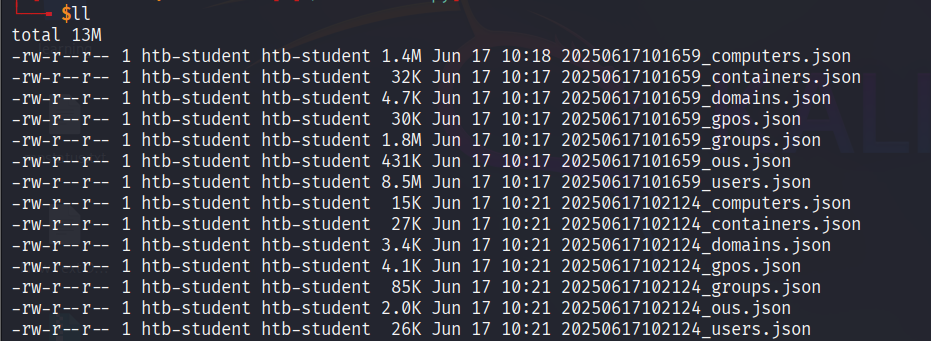 $ll
total 13M
-rw-r--r-- 1 htb-student htb-student 1.4M Jun 17 10:18 20250617101659_computers.json
-rw-r--r-- 1 htb-student htb-student  32K Jun 17 10:17 20250617101659_containers.json
-rw-r--r-- 1 htb-student htb-student 4.7K Jun 17 10:17 20250617101659_domains.json
-rw-r--r-- 1 htb-student htb-student  30K Jun 17 10:17 20250617101659_gpos.json
-rw-r--r-- 1 htb-student htb-student 1.8M Jun 17 10:17 20250617101659_groups.json
-rw-r--r-- 1 htb-student htb-student 431K Jun 17 10:17 20250617101659_ous.json
-rw-r--r-- 1 htb-student htb-student 8.5M Jun 17 10:17 20250617101659_users.json
-rw-r--r-- 1 htb-student htb-student  15K Jun 17 10:21 20250617102124_computers.json
-rw-r--r-- 1 htb-student htb-student  27K Jun 17 10:21 20250617102124_containers.json
-rw-r--r-- 1 htb-student htb-student 3.4K Jun 17 10:21 20250617102124_domains.json
-rw-r--r-- 1 htb-student htb-student 4.1K Jun 17 10:21 20250617102124_gpos.json
-rw-r--r-- 1 htb-student htb-student  85K Jun 17 10:21 20250617102124_groups.json
-rw-r--r-- 1 htb-student htb-student 2.0K Jun 17 10:21 20250617102124_ous.json
-rw-r--r-- 1 htb-student htb-student  26K Jun 17 10:21 20250617102124_users.json